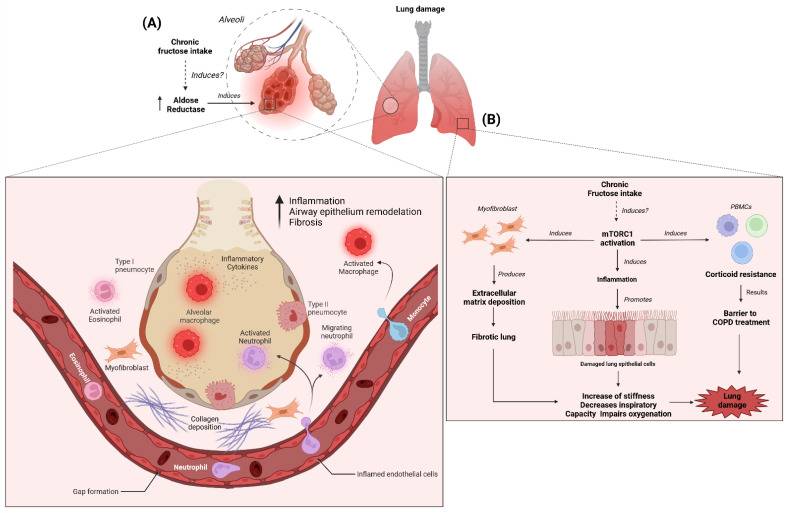 Lung damage
(A)
Alveoli
Chronic
fructose intake
Induces?
Aldose
Reductase
Induces
(B)
Inflammation
Airway epithelium remodelation
Fibrosis
Type I
pneumocyte
Inflammatory
Cytokines
Activated
Macrophage
Activated
Eosinophil
Alveolar
macrophage
Type II
pneumocyte
Monocyte
Activated
Neutrophil
Migrating
neutrophil
Eosinophil
Myofibroblast
Collagen
deposition
Neutrophil
Inflamed endothelial cells
Gap formation
Chronic
Fructose intake
Myofibroblast
Induces?
PBMCs
Induces
mTORC1
activation
Induces
Induces
Corticoid resistance
Produces
Inflammation
Extracellular
matrix deposition
Promotes
Results
Barrier to
COPD treatment
Fibrotic lung
Damaged lung epithelial cells
Increase of stiffness
Decreases inspiratory
Capacity Impairs oxygenation
Lung
damage